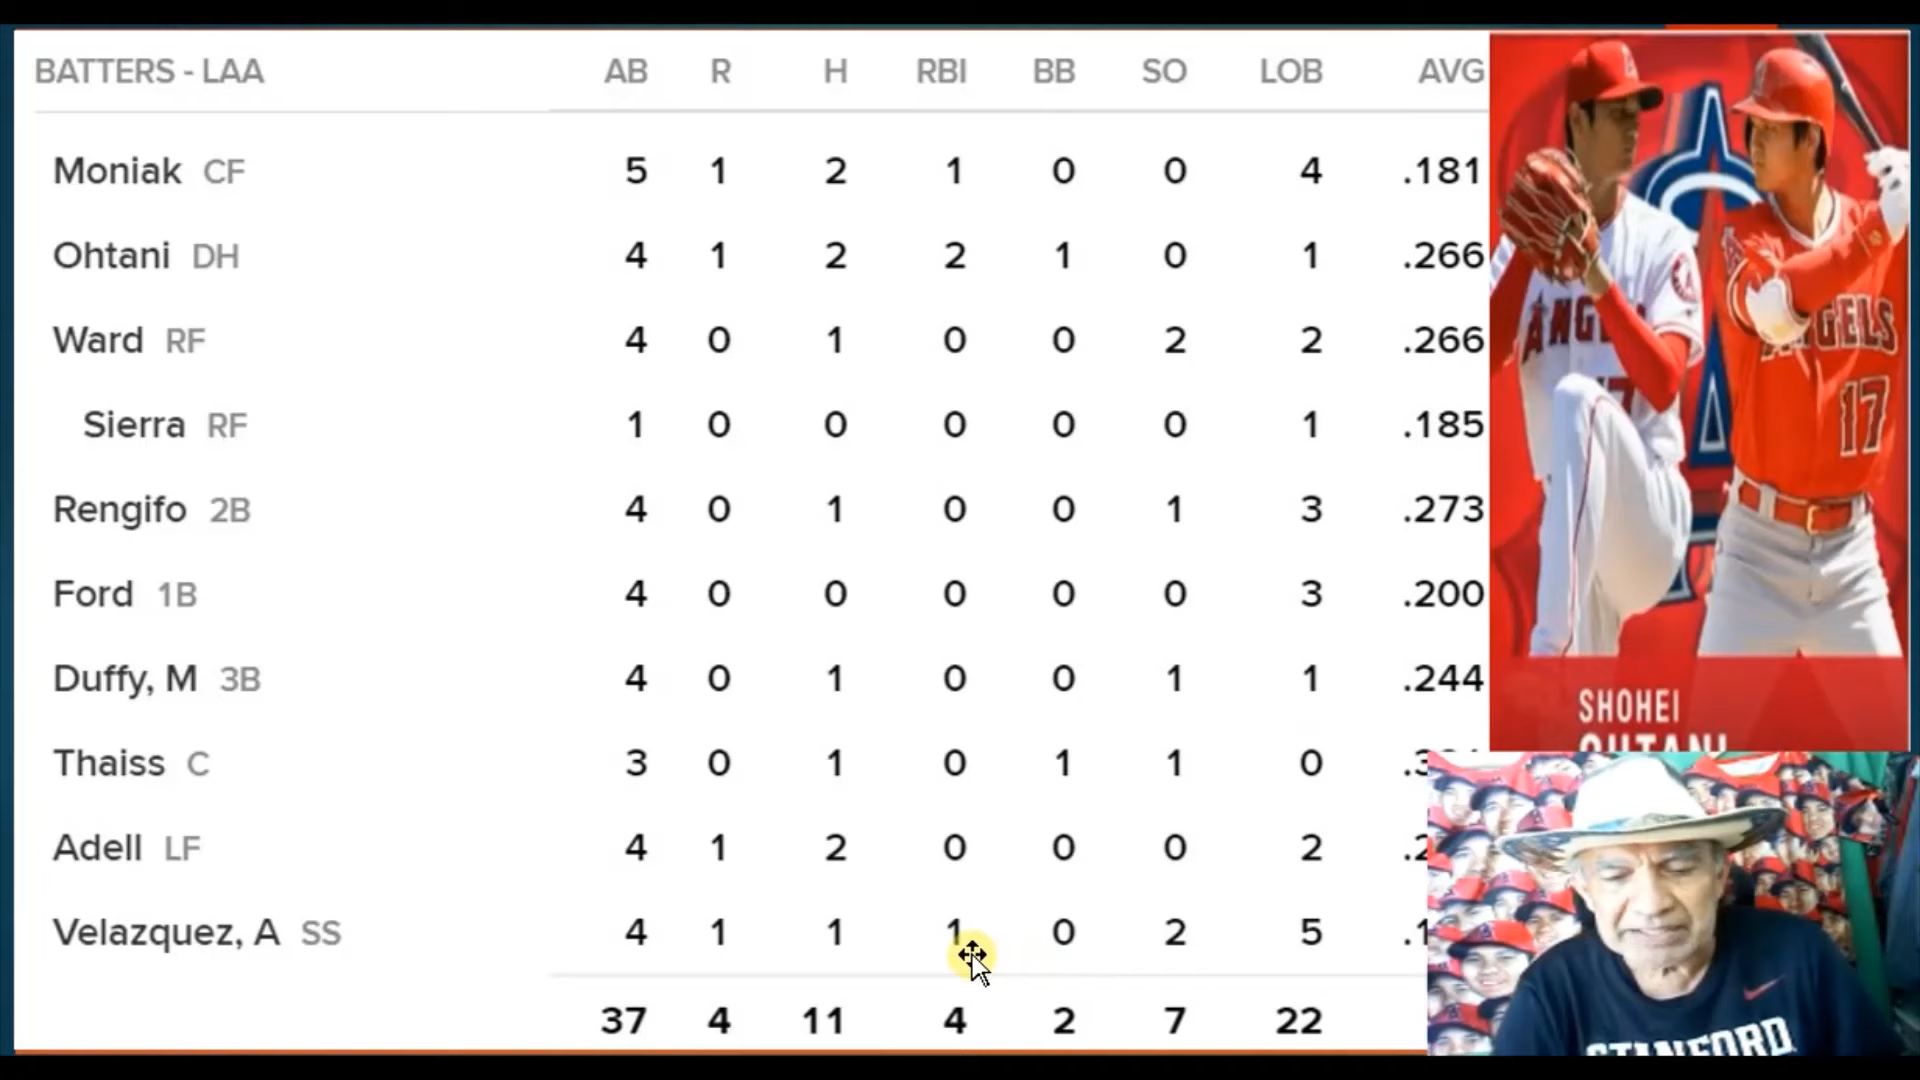 BATTERS - LAA AB R H RBI BB SO LOB AVG
Moniak CF 5 1 2 1 0 0 4 .181
Ohtani DH 4 1 2 2 1 0 1 .266
Ward RF 4 0 1 0 0 2 2 .266
Sierra RF 1 0 0 0 0 0 1 .185
Rengifo 2B 4 0 1 0 0 1 3 .273
Ford 1B 4 0 0 0 0 0 3 .200
Duffy, M 3B 4 0 1 0 0 1 1 .244
Thaiss C 3 0 1 0 1 1 0
Adell LF 4 1 2 0 0 0 2
Velazquez, A SS 4 1 1 1 0 2 5
37 4 11 4 2 7 22
ANGELS
17
SHOHEI
OHTANI
STANFORD